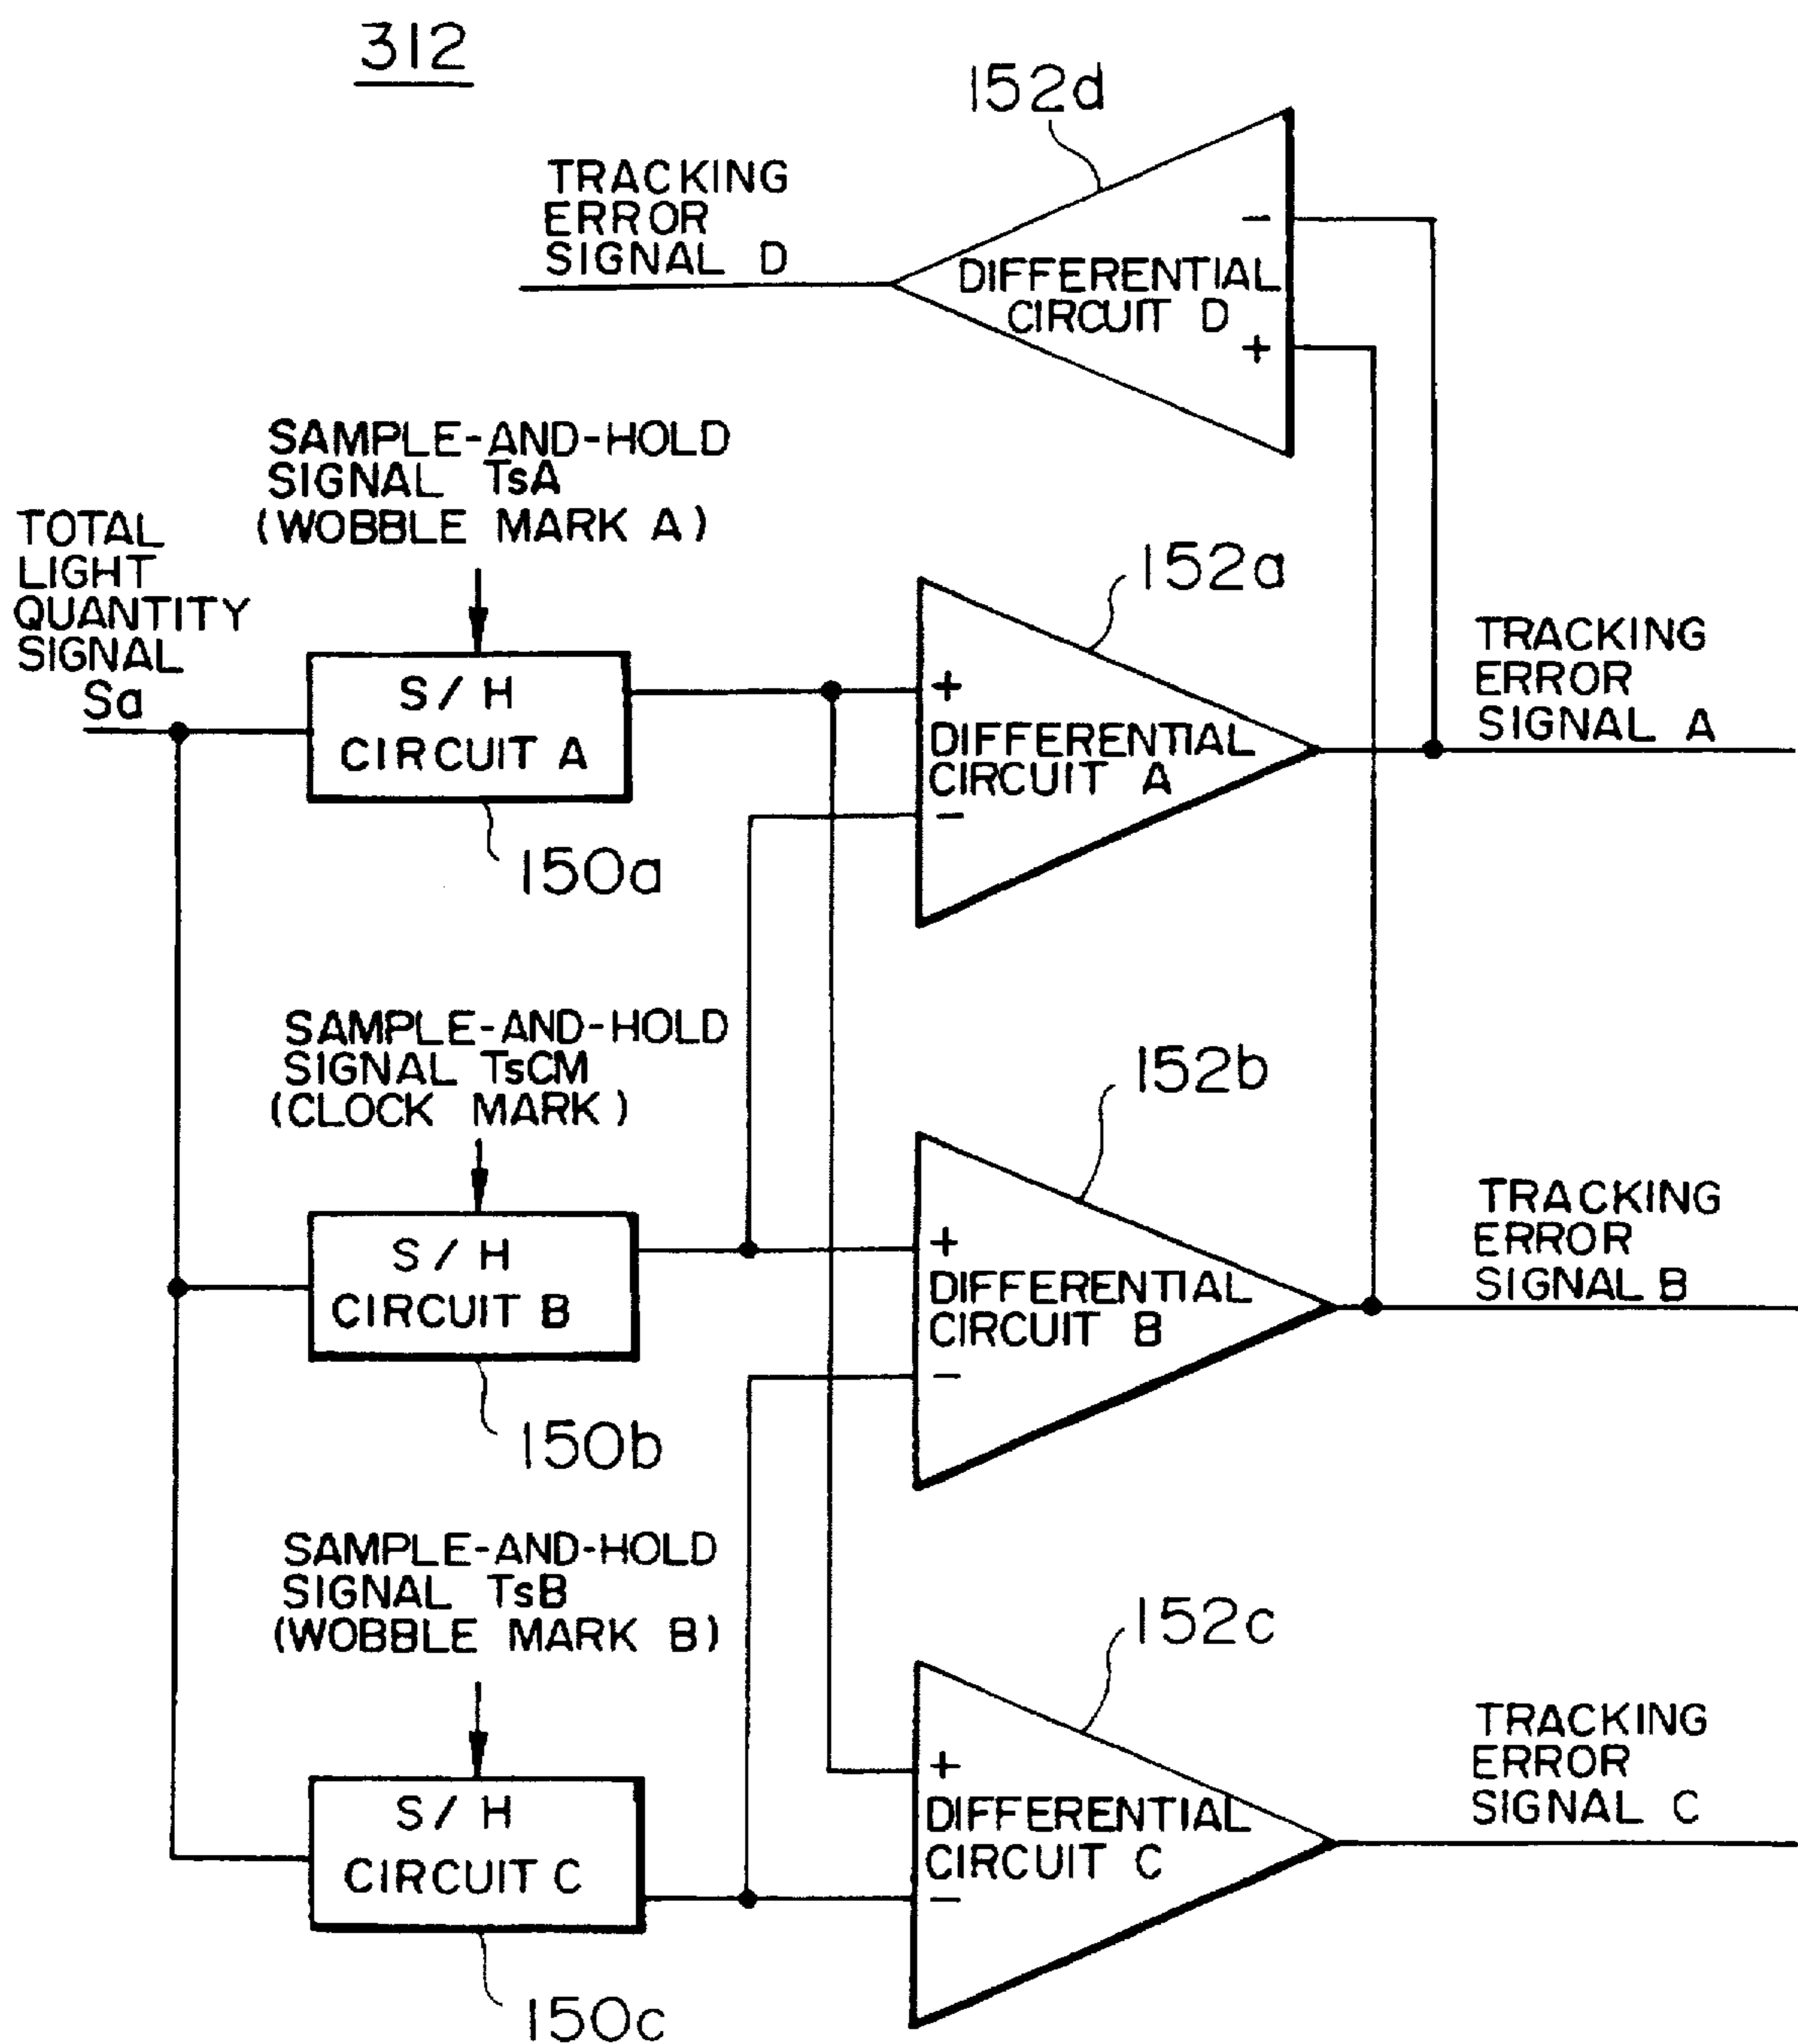 312
152d
TRACKING
ERROR
SIGNAL D
-
DIFFERENTIAL
CIRCUIT D
+
SAMPLE-AND-HOLD
SIGNAL TsA
(WOBBLE MARK A)
TOTAL
LIGHT
QUANTITY
SIGNAL
Sa
S/H
CIRCUIT A
150a
152a
+
DIFFERENTIAL
CIRCUIT A
-
TRACKING
ERROR
SIGNAL A
SAMPLE-AND-HOLD
SIGNAL TsCM
(CLOCK MARK)
S/H
CIRCUIT B
150b
152b
+
DIFFERENTIAL
CIRCUIT B
-
TRACKING
ERROR
SIGNAL B
SAMPLE-AND-HOLD
SIGNAL TsB
(WOBBLE MARK B)
S/H
CIRCUIT C
150c
152c
+
DIFFERENTIAL
CIRCUIT C
-
TRACKING
ERROR
SIGNAL C